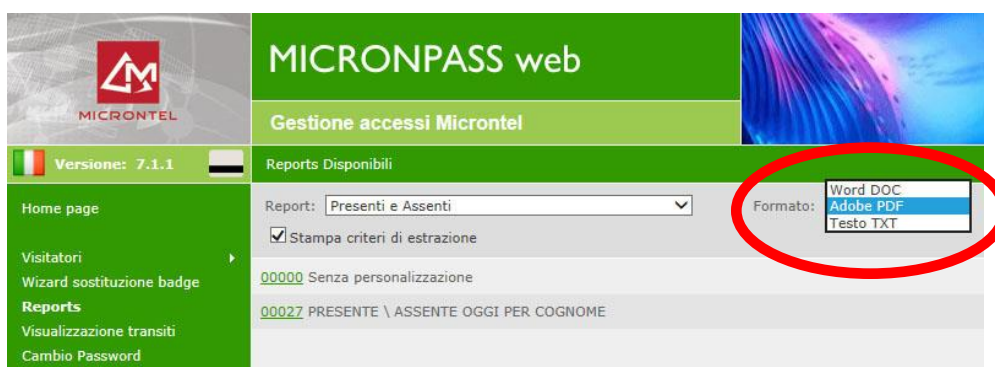 MICRONTEL
MICRONPASS web
Gestione accessi Microntel
Versione: 7.1.1
Reports Disponibili
Home page
Visitatori
Wizard sostituzione badge
Reports
Visualizzazione transiti
Cambio Password
Report: Presenti e Assenti
Formato: Word DOC
Adobe PDF
Testo TXT
Stampa criteri di estrazione
00000 Senza personalizzazione
00027 PRESENTE \ ASSENTE OGGI PER COGNOME